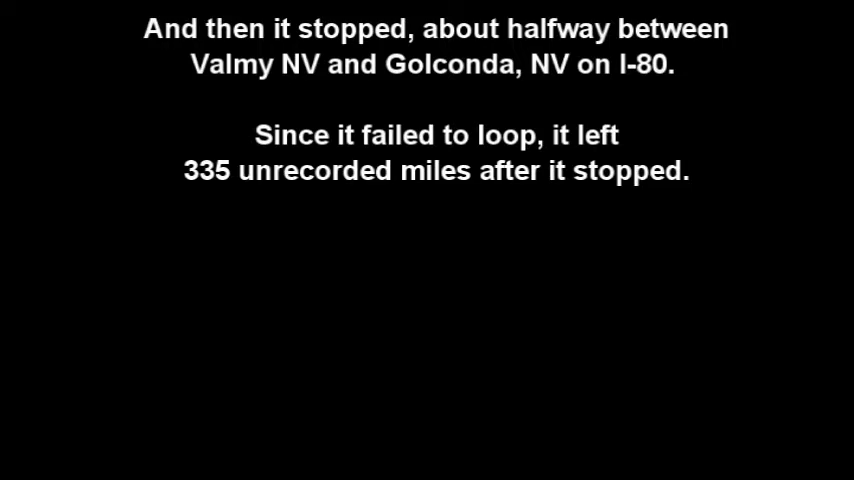 And then it stopped, about halfway between
Valmy NV and Golconda, NV on I-80.
Since it failed to loop, it left
335 unrecorded miles after it stopped.